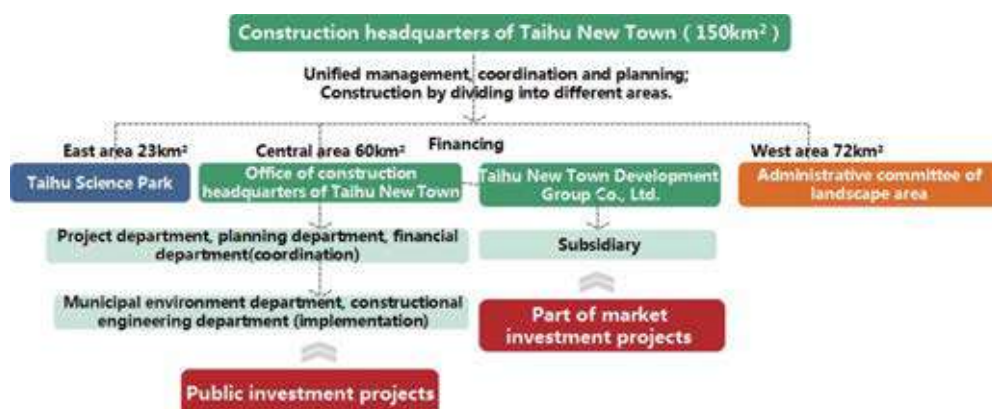 Construction headquarters of Taihu New Town ( 150km² )
Unified management, coordination and planning;
Construction by dividing into different areas.
East area 23km²
Central area 60km²
Financing
West area 72km²
Taihu Science Park
Office of construction
headquarters of Taihu New Town
Taihu New Town Development
Group Co., Ltd.
Administrative committee of
landscape area
Project department, planning department, financial
department(coordination)
Subsidiary
Municipal environment department, constructional
engineering department (implementation)
Part of market
investment projects
Public investment projects